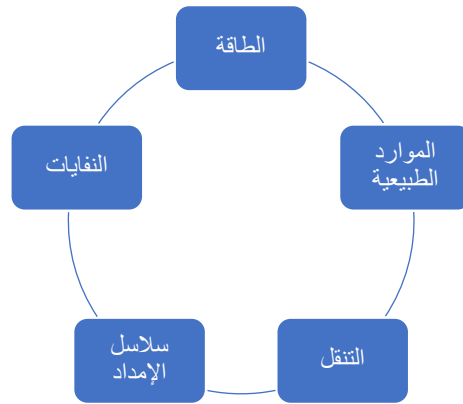 الطاقة
الموارد
الطبيعية
التنقل
سلاسل
الإمداد
النفايات